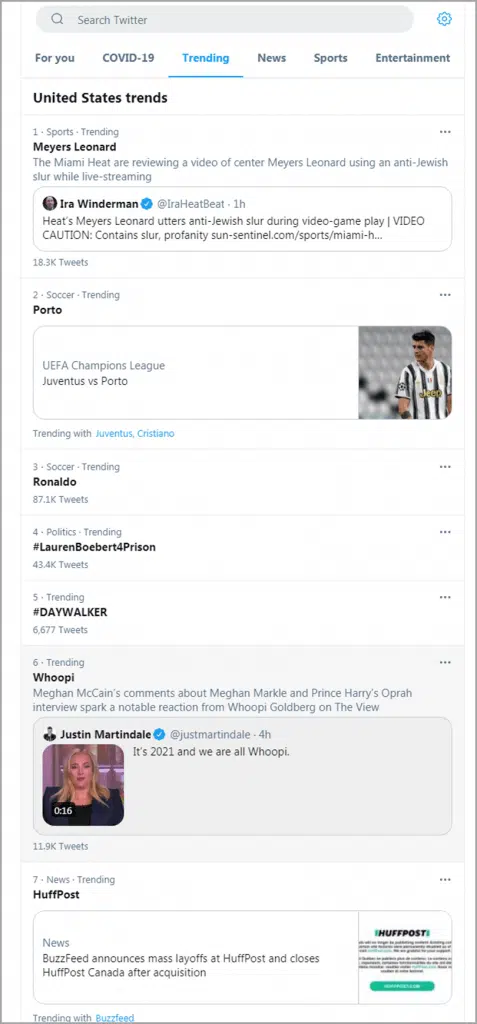 Search Twitter
For you COVID-19 Trending News Sports Entertainment
United States trends
1 · Sports · Trending
Meyers Leonard
The Miami Heat are reviewing a video of center Meyers Leonard using an anti-Jewish
slur while live-streaming
Ira Winderman @IraHeatBeat · 1h
Heat's Meyers Leonard utters anti-Jewish slur during video-game play | VIDEO
CAUTION: Contains slur, profanity sun-sentinel.com/sports/miami-h...
18.3K Tweets
2 · Soccer · Trending
Porto
UEFA Champions League
Juventus vs Porto
Jeep
Trending with Juventus, Cristiano
3 · Soccer · Trending
Ronaldo
87.1K Tweets
4 · Politics · Trending
#LaurenBoebert4Prison
43.4K Tweets
5 · Trending
#DAYWALKER
6,677 Tweets
6 · Trending
Whoopi
Meghan McCain's comments about Meghan Markle and Prince Harry's Oprah
interview spark a notable reaction from Whoopi Goldberg on The View
Justin Martindale @justmartindale · 4h
It's 2021 and we are all Whoopi.
0:16
11.9K Tweets
7 · News · Trending
HuffPost
News
BuzzFeed announces mass layoffs at HuffPost and closes
HuffPost Canada after acquisition
HUFFPOST
Trending with Buzzfeed